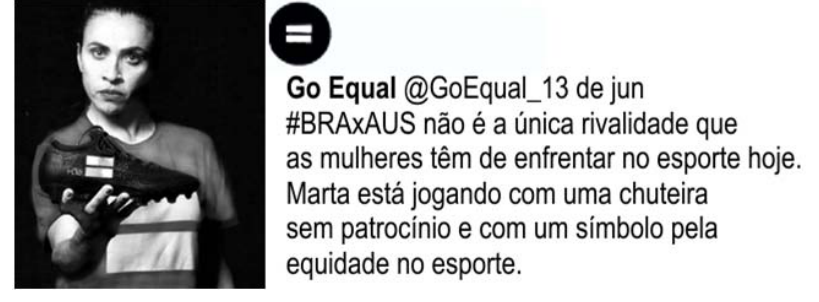 Go Equal @GoEqual_13 de jun
#BRAxAUS não é a única rivalidade que
as mulheres têm de enfrentar no esporte hoje.
Marta está jogando com uma chuteira
sem patrocínio e com um símbolo pela
equidade no esporte.